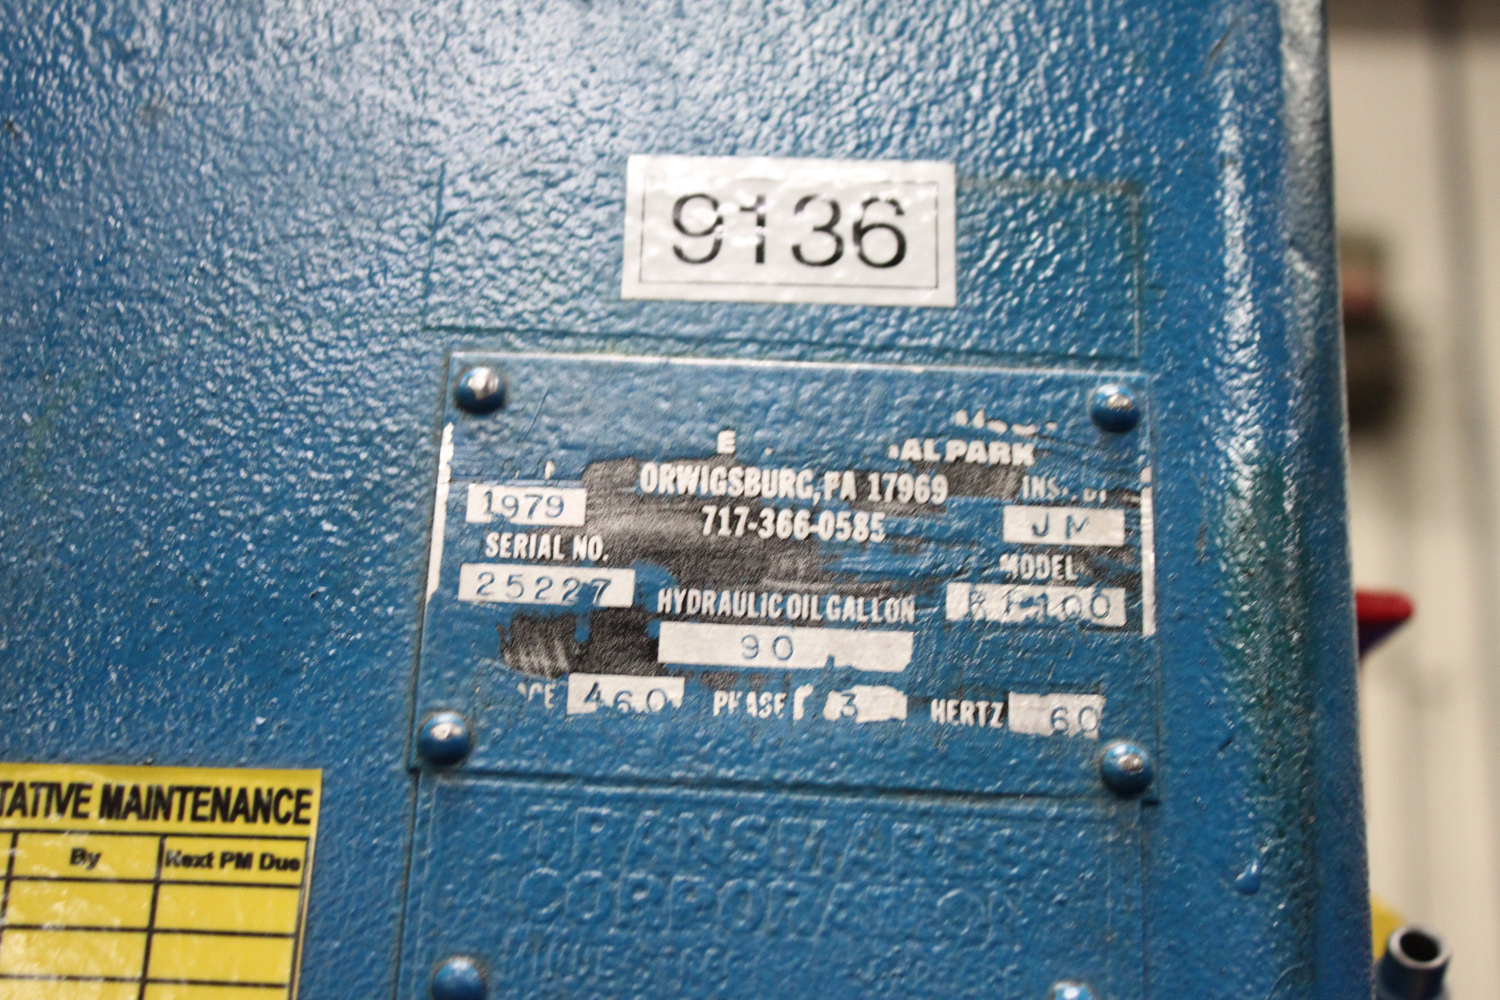 9136
AL PARK
ORWIGSBURG, PA 17969
717-366-0585
1979
JM
SERIAL NO.
MODEL
25227
HYDRAULIC OIL GALLON
90
460 PHASE 3 HERTZ 60
CORPORATION
TATIVE MAINTENANCE
By Next PM Due